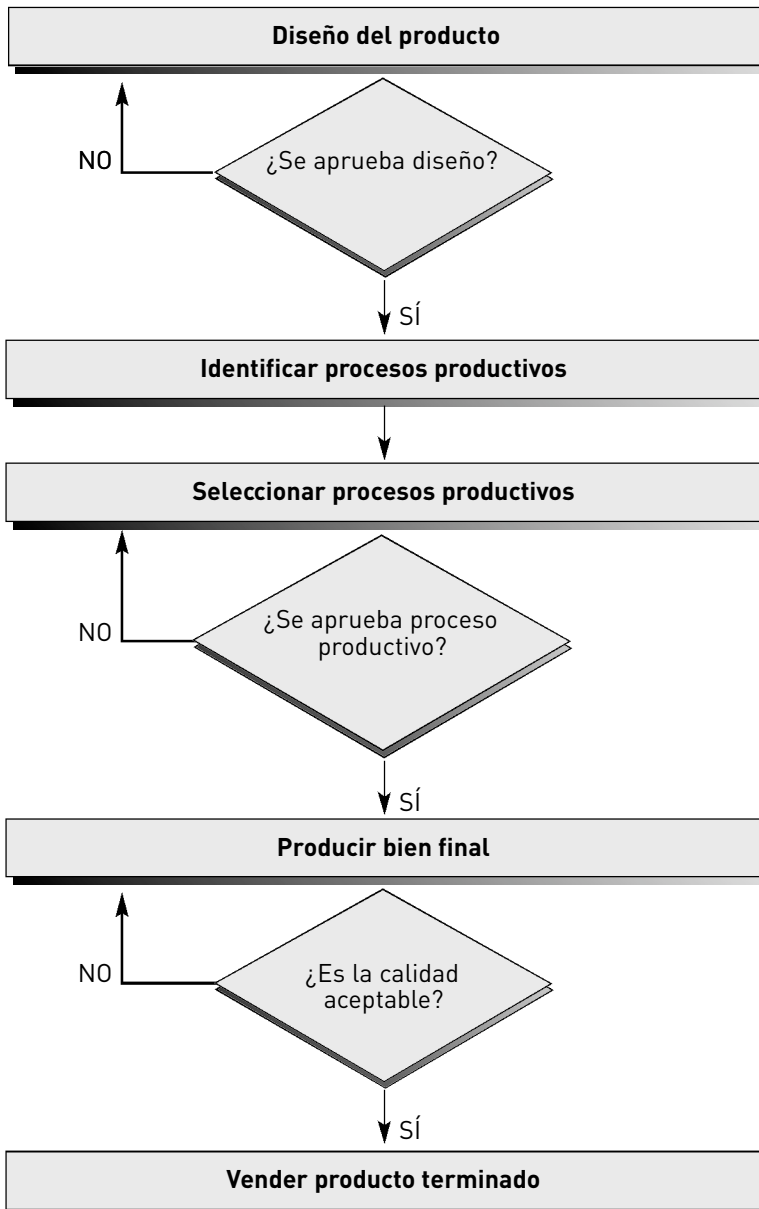 Diseño del producto
¿Se aprueba diseño?
NO
SÍ
Identificar procesos productivos
Seleccionar procesos productivos
¿Se aprueba proceso
productivo?
NO
SÍ
Producir bien final
¿Es la calidad
aceptable?
NO
SÍ
Vender producto terminado